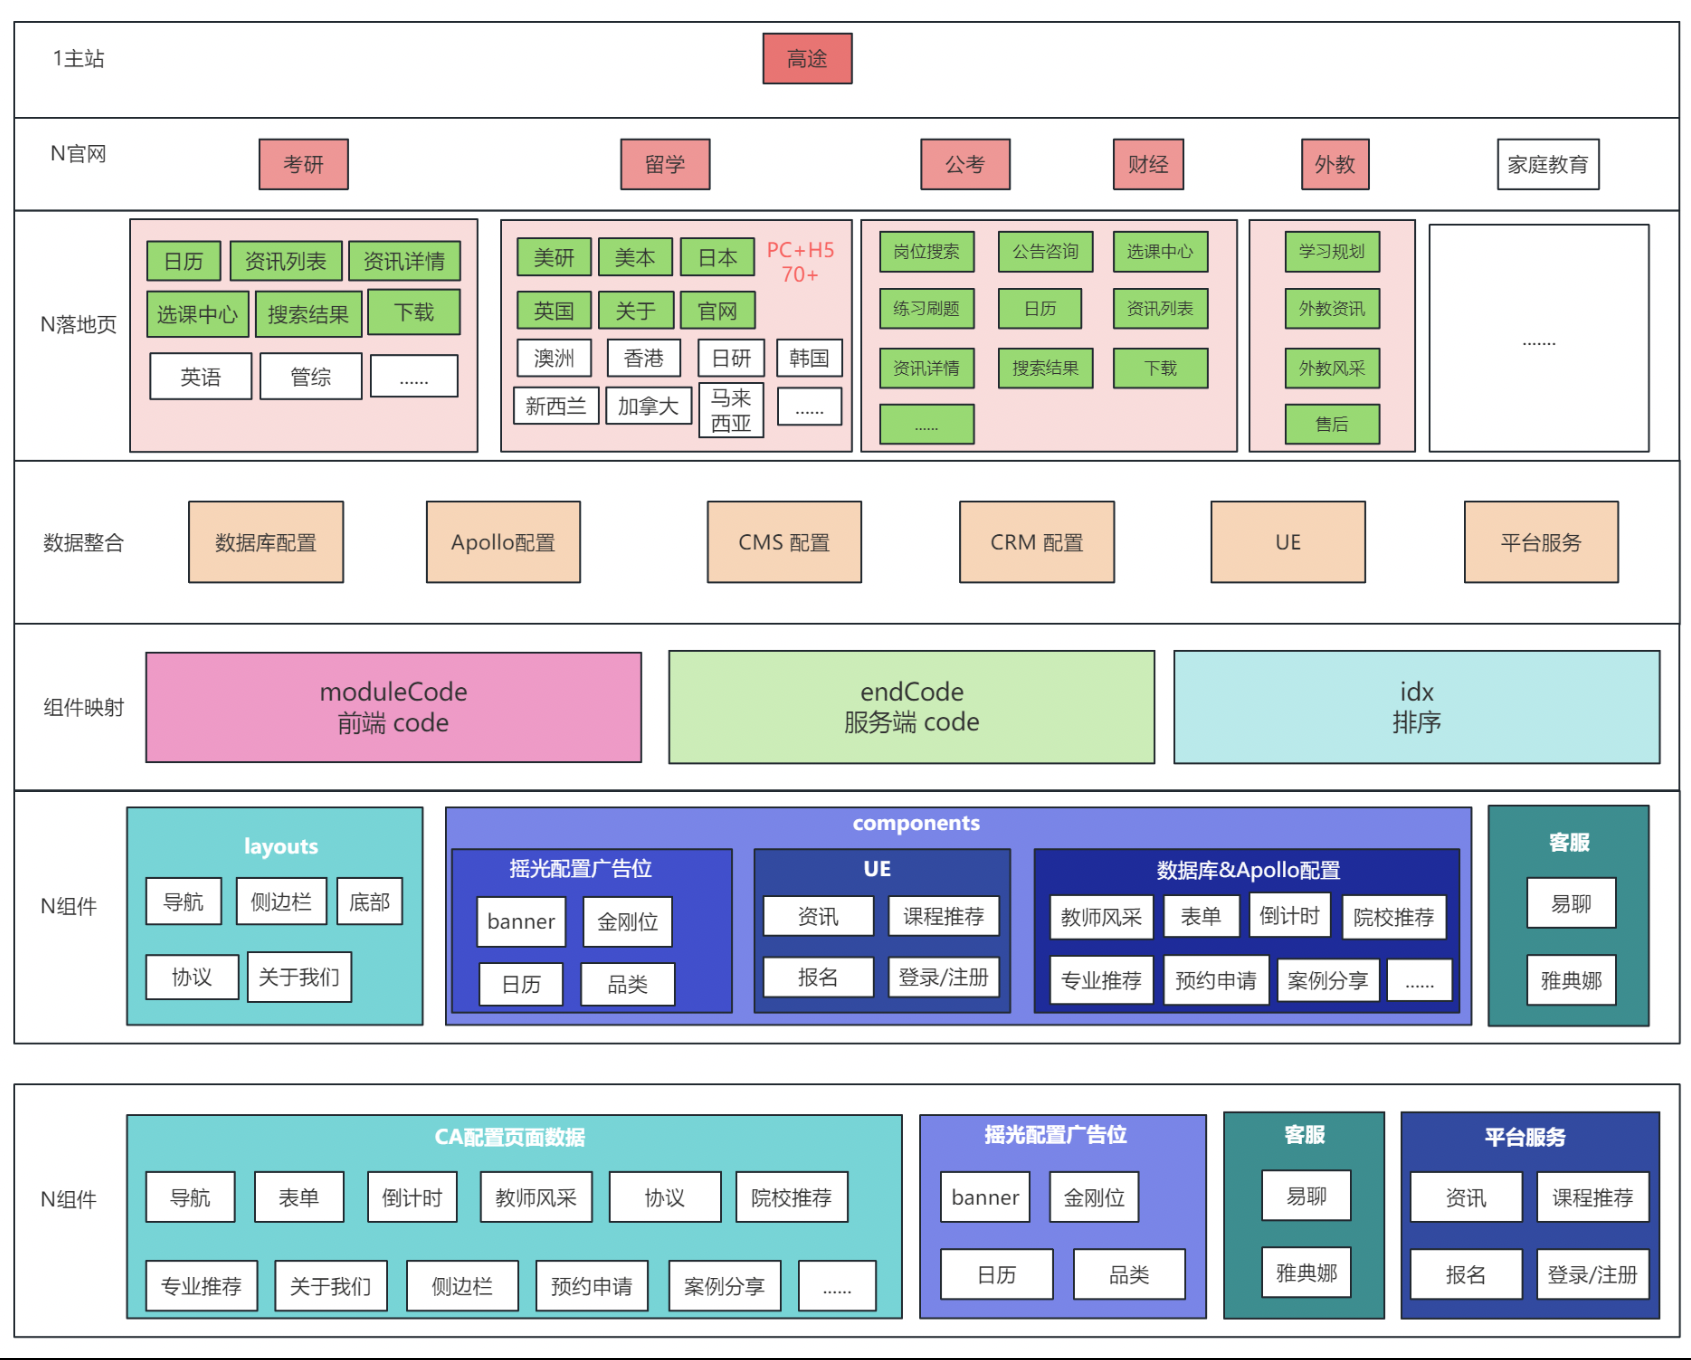 1主站
高途
N官网
考研
留学
公考
财经
外教
家庭教育
N落地页
日历
资讯列表
资讯详情
选课中心
搜索结果
下载
英语
管综
......
美研
美本
日本
PC+H5
70+
英国
关于
官网
澳洲
香港
日研
韩国
新西兰
加拿大
马来
西亚
......
岗位搜索
公告咨询
选课中心
练习刷题
日历
资讯列表
资讯详情
搜索结果
下载
......
学习规划
外教资讯
外教风采
售后
.......
数据整合
数据库配置
Apollo配置
CMS 配置
CRM 配置
UE
平台服务
组件映射
moduleCode
前端 code
endCode
服务端 code
idx
排序
N组件
layouts
导航
侧边栏
底部
协议
关于我们
components
摇光配置广告位
banner
金刚位
日历
品类
UE
资讯
课程推荐
报名
登录/注册
数据库&Apollo配置
教师风采
表单
倒计时
院校推荐
专业推荐
预约申请
案例分享
......
客服
易聊
雅典娜
N组件
CA配置页面数据
导航
表单
倒计时
教师风采
协议
院校推荐
专业推荐
关于我们
侧边栏
预约申请
案例分享
......
摇光配置广告位
banner
金刚位
日历
品类
客服
易聊
雅典娜
平台服务
资讯
课程推荐
报名
登录/注册